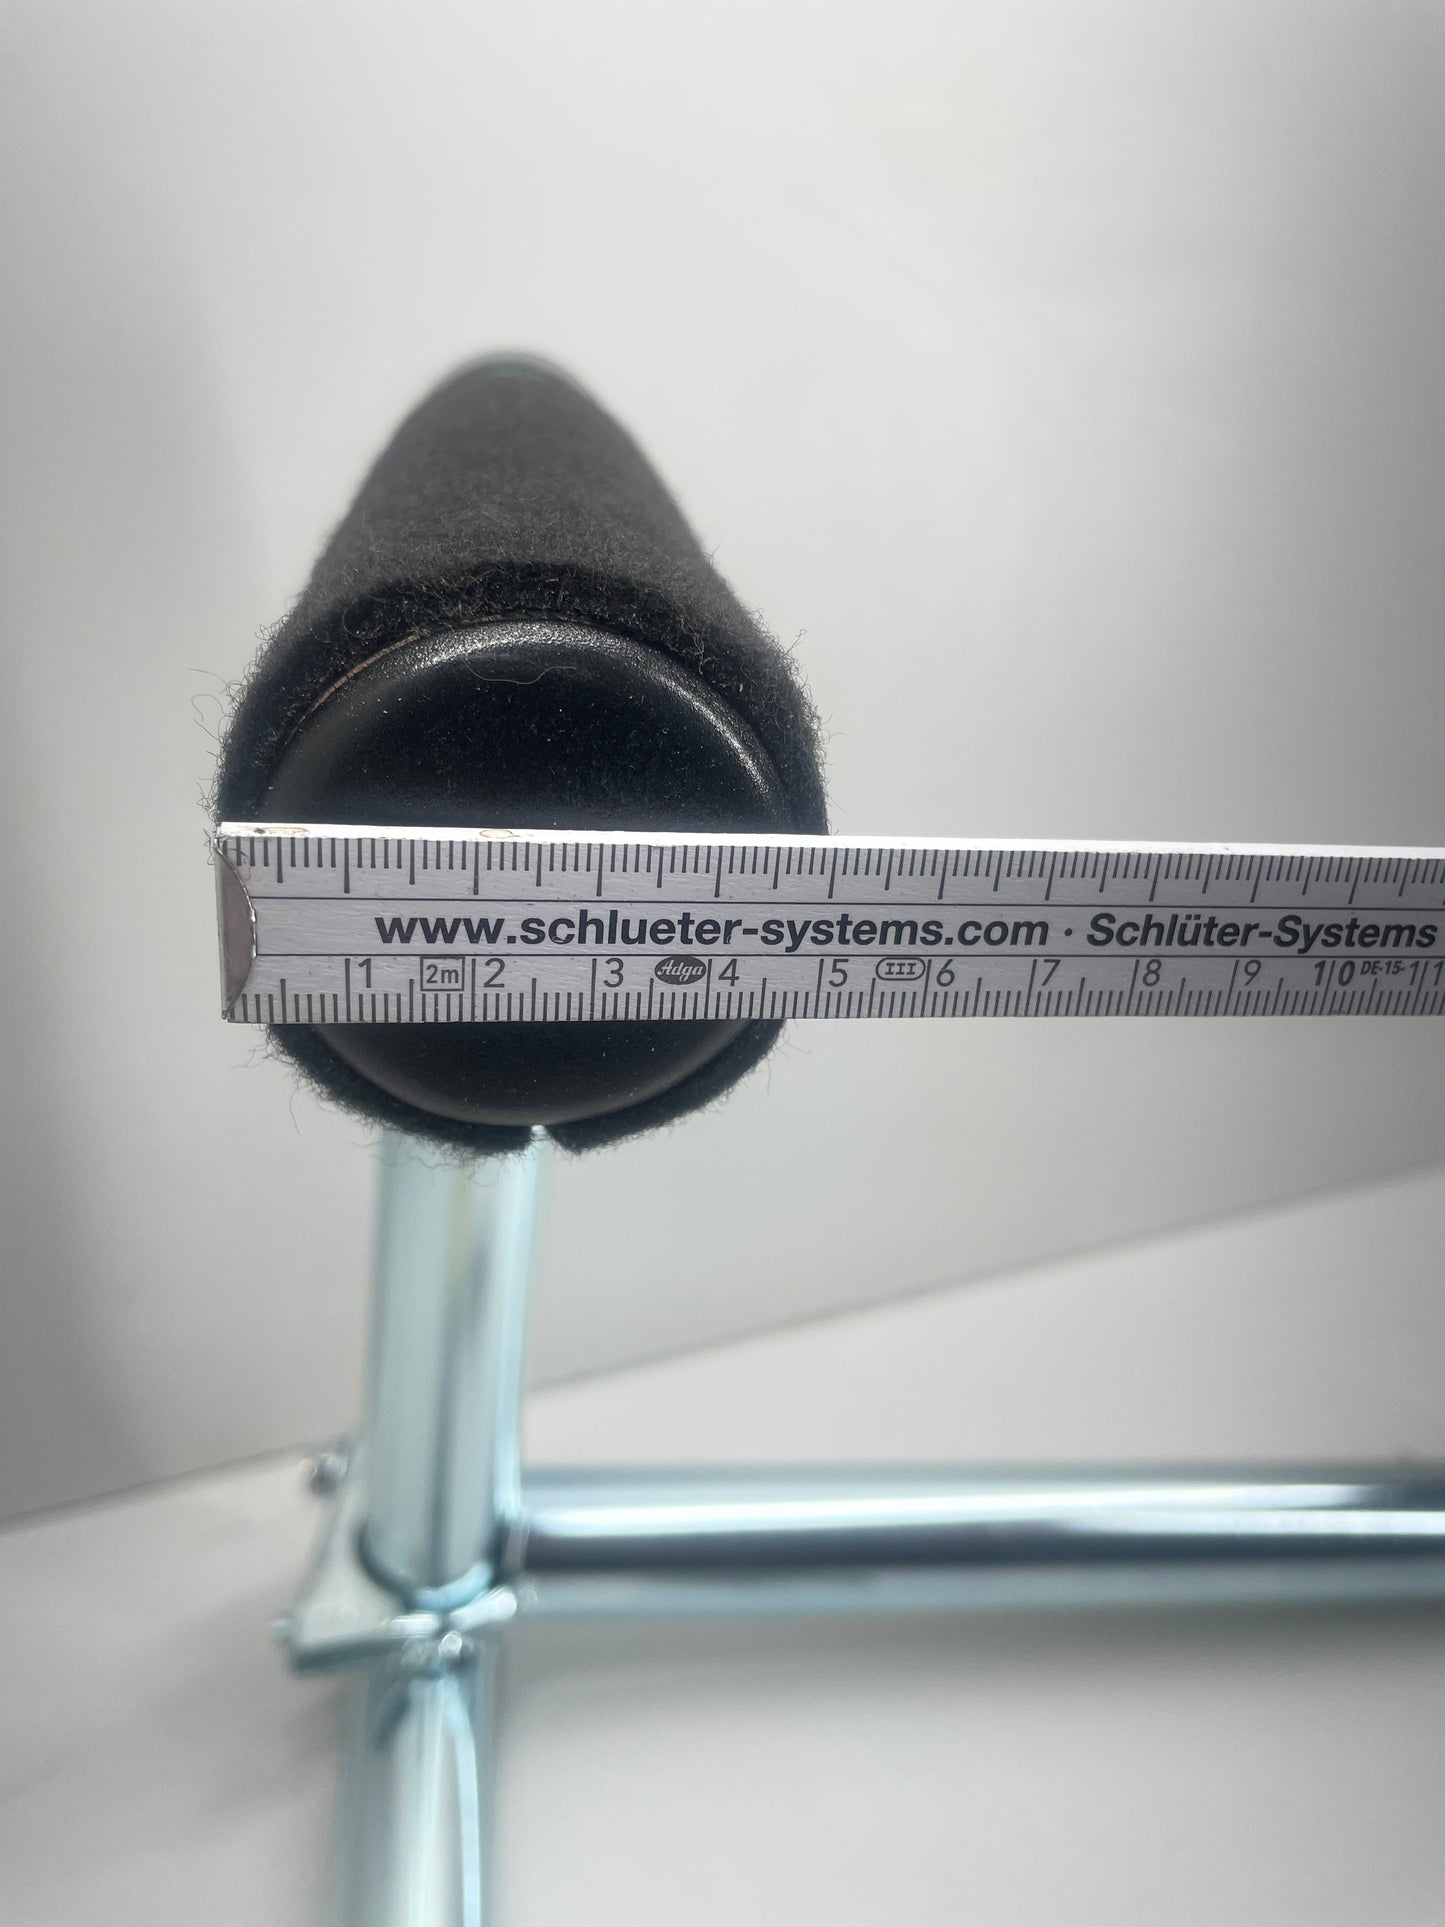 www.schlueter-systems.com · Schlüter-Systems
1 2m 2 3 Adga 4 5 III 6 7 8 9 10 DE-15- 11